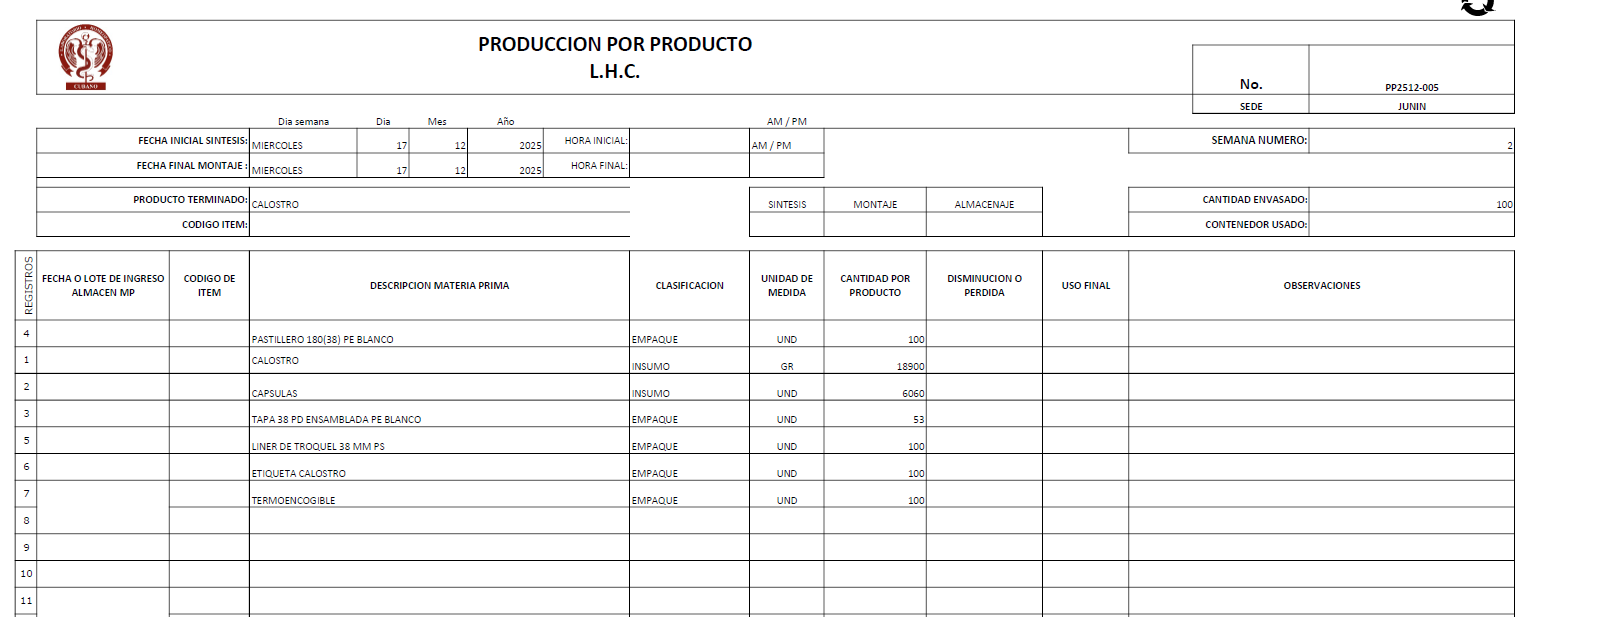 PRODUCCION POR PRODUCTO
L.H.C.
CUBANO
No. PP2512-005
SEDE JUNIN
Dia semana Dia Mes Año AM / PM
FECHA INICIAL SINTESIS: MIERCOLES 17 12 2025 HORA INICIAL: AM / PM SEMANA NUMERO: 2
FECHA FINAL MONTAJE : MIERCOLES 17 12 2025 HORA FINAL:
PRODUCTO TERMINADO: CALOSTRO SINTESIS MONTAJE ALMACENAJE CANTIDAD ENVASADO: 100
CODIGO ITEM: CONTENEDOR USADO:
REGISTROS FECHA O LOTE DE INGRESO ALMACEN MP CODIGO DE ITEM DESCRIPCION MATERIA PRIMA CLASIFICACION UNIDAD DE MEDIDA CANTIDAD POR PRODUCTO DISMINUCION O PERDIDA USO FINAL OBSERVACIONES
4 PASTILLERO 180(38) PE BLANCO EMPAQUE UND 100
1 CALOSTRO INSUMO GR 18900
2 CAPSULAS INSUMO UND 6060
3 TAPA 38 PD ENSAMBLADA PE BLANCO EMPAQUE UND 53
5 LINER DE TROQUEL 38 MM PS EMPAQUE UND 100
6 ETIQUETA CALOSTRO EMPAQUE UND 100
7 TERMOENCOGIBLE EMPAQUE UND 100
8
9
10
11